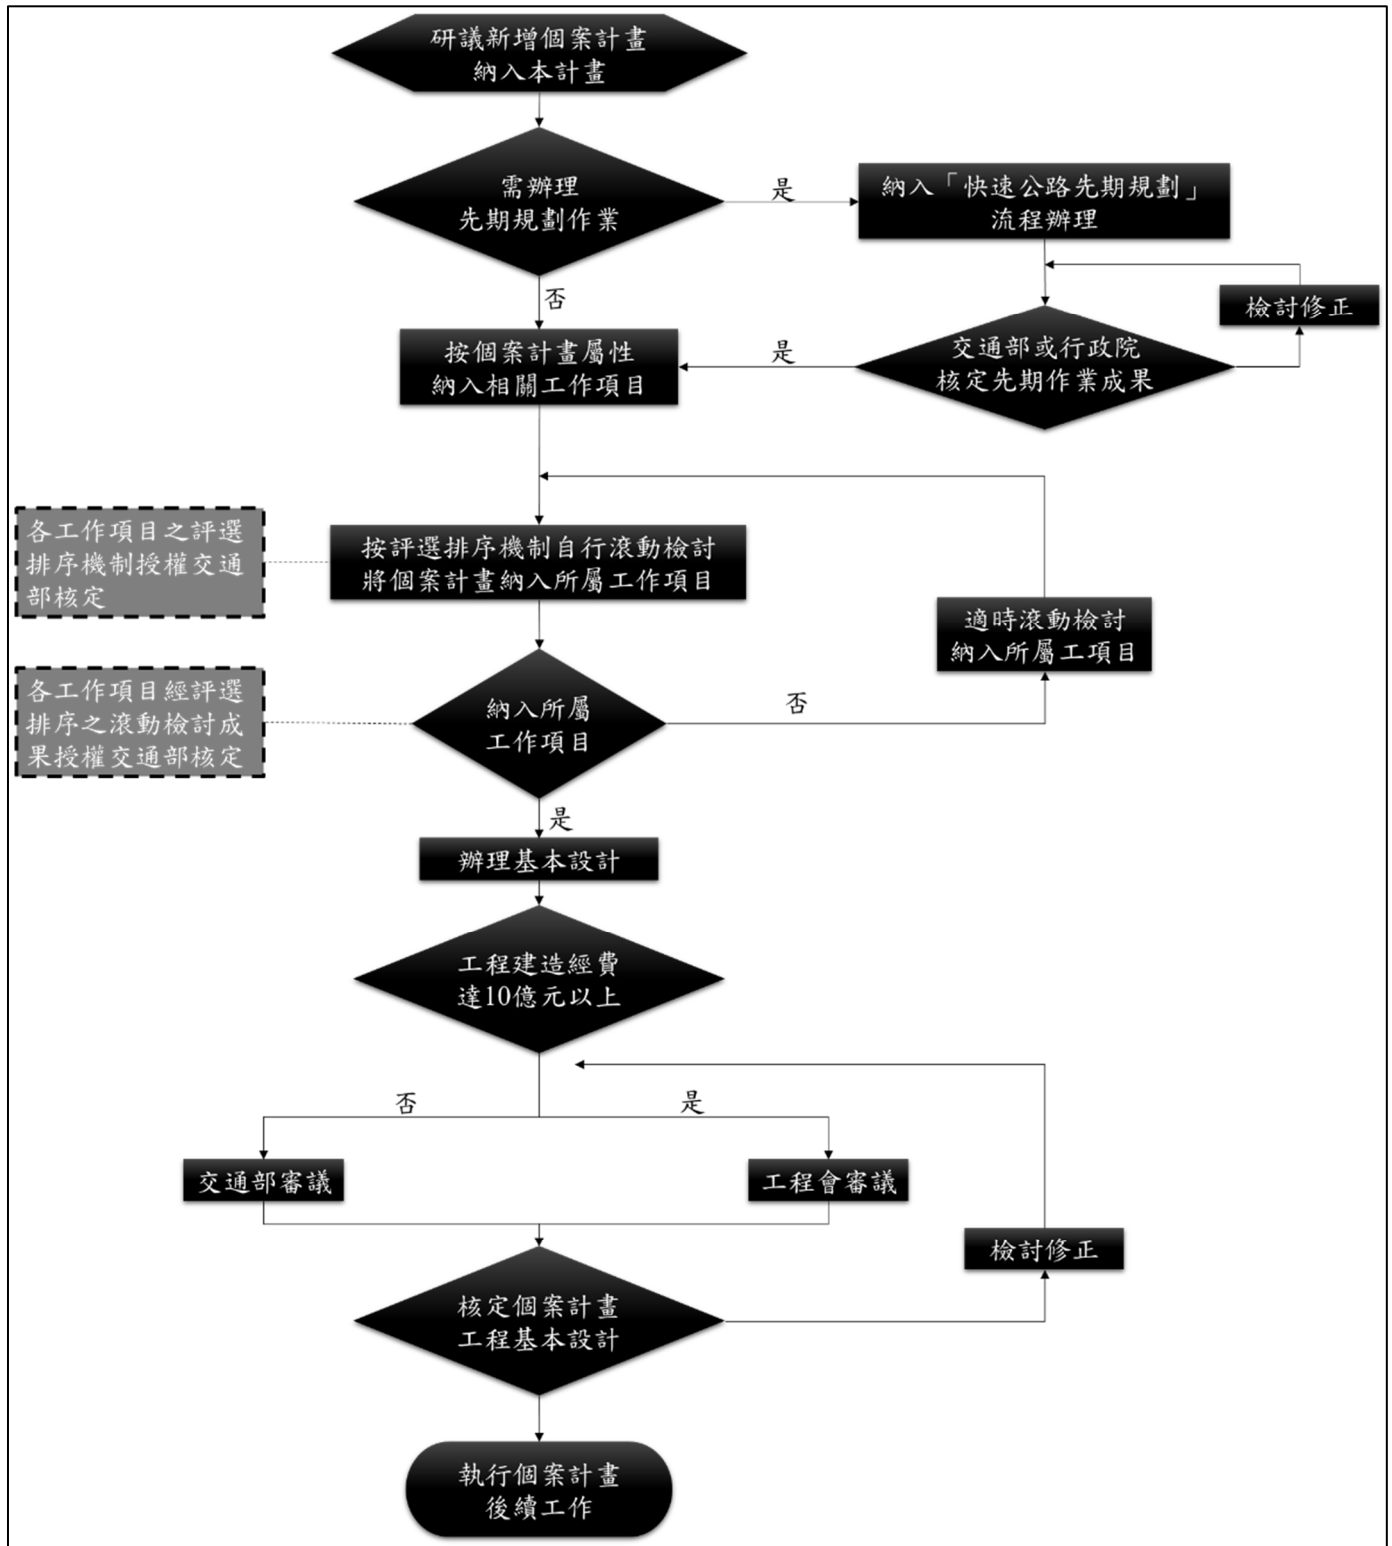 研議新增個案計畫
納入本計畫
需辦理
先期規劃作業
是
納入「快速公路先期規劃」
流程辦理
否
檢討修正
按個案計畫屬性
納入相關工作項目
是
交通部或行政院
核定先期作業成果
各工作項目之評選
排序機制授權交通
部核定
按評選排序機制自行滾動檢討
將個案計畫納入所屬工作項目
適時滾動檢討
納入所屬工項目
各工作項目經評選
排序之滾動檢討成
果授權交通部核定
納入所屬
工作項目
否
是
辦理基本設計
工程建造經費
達10億元以上
否
是
交通部審議
工程會審議
檢討修正
核定個案計畫
工程基本設計
執行個案計畫
後續工作